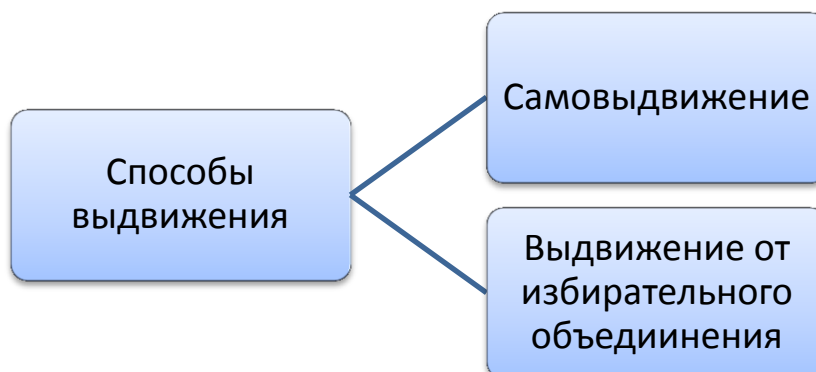 Способы
выдвижения
Самовыдвижение
Выдвижение от
избирательного
объедиинения